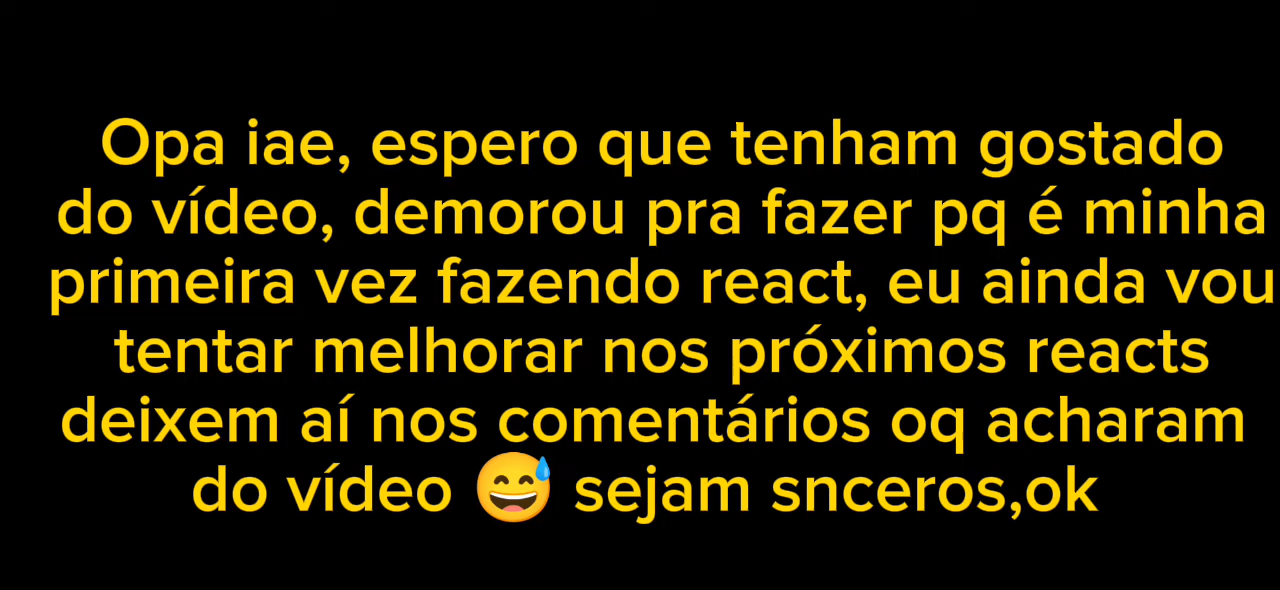 Opa iae, espero que tenham gostado
do vídeo, demorou pra fazer pq é minha
primeira vez fazendo react, eu ainda vou
tentar melhorar nos próximos reacts
deixem aí nos comentários oq acharam
do vídeo 😅 sejam snceros,ok